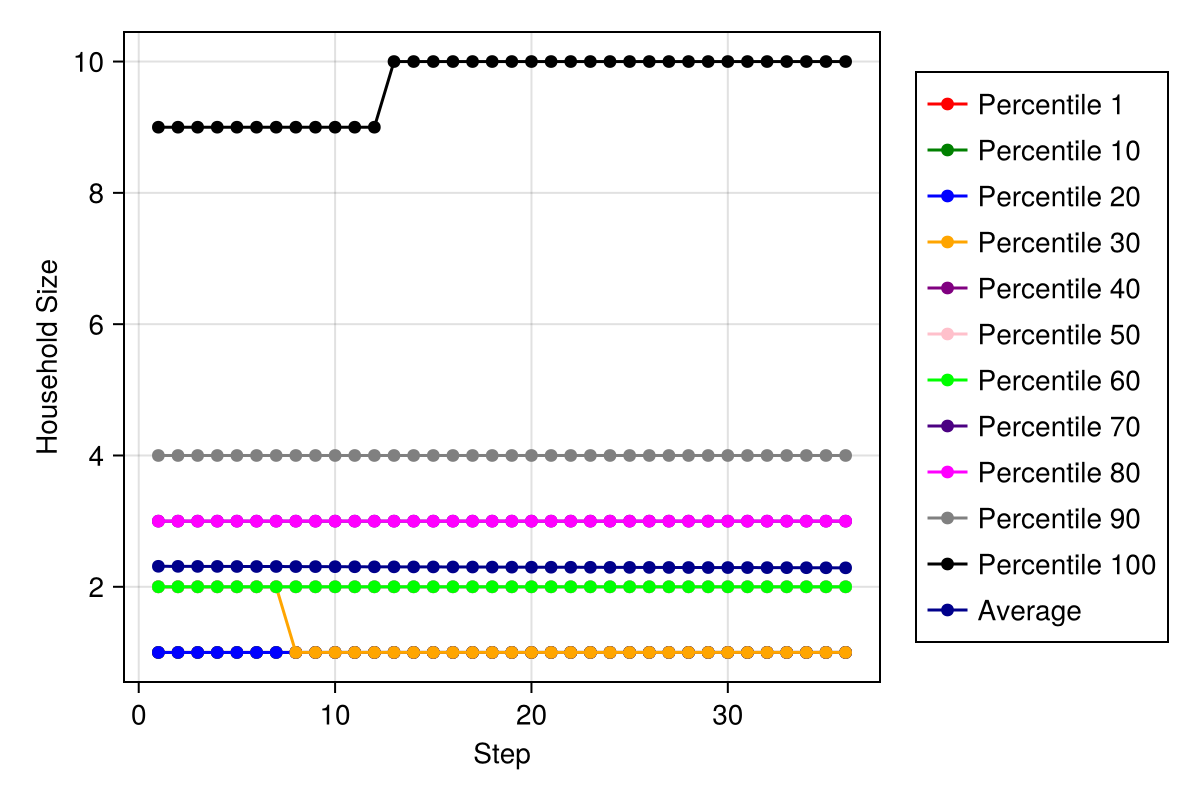 10
8
6
4
2
Household Size
0
10
20
30
Step
Percentile 1
Percentile 10
Percentile 20
Percentile 30
Percentile 40
Percentile 50
Percentile 60
Percentile 70
Percentile 80
Percentile 90
Percentile 100
Average